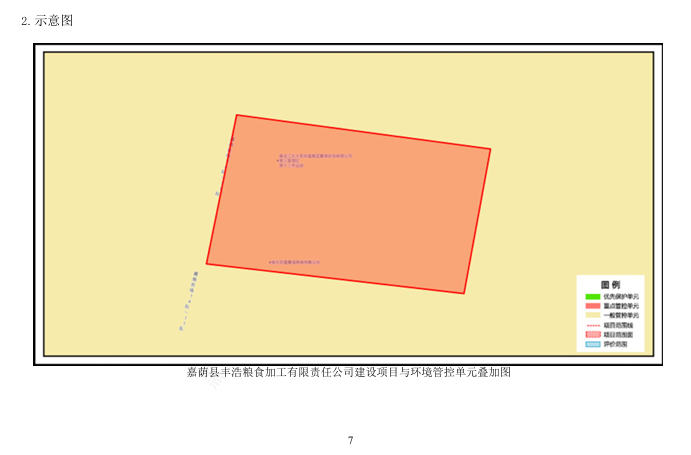 2. 示意图
图 例
优先保护单元
重点管控单元
一般管控单元
项目范围线
项目范围面
评价范围
嘉荫县丰浩粮食加工有限责任公司建设项目与环境管控单元叠加图
7